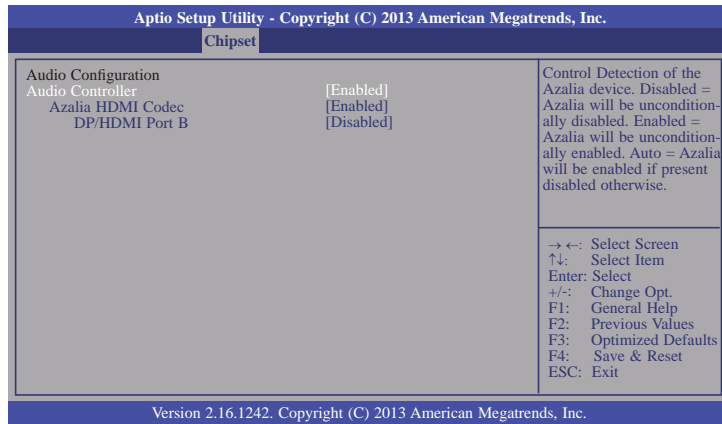 Aptio Setup Utility - Copyright (C) 2013 American Megatrends, Inc.
Chipset
Audio Configuration
Audio Controller [Enabled]
Azalia HDMI Codec [Enabled]
DP/HDMI Port B [Disabled]
Control Detection of the
Azalia device. Disabled =
Azalia will be uncondition-
ally disabled. Enabled =
Azalia will be uncondition-
ally enabled. Auto = Azalia
will be enabled if present
disabled otherwise.
→ ←: Select Screen
↑↓: Select Item
Enter: Select
+/-: Change Opt.
F1: General Help
F2: Previous Values
F3: Optimized Defaults
F4: Save & Reset
ESC: Exit
Version 2.16.1242. Copyright (C) 2013 American Megatrends, Inc.